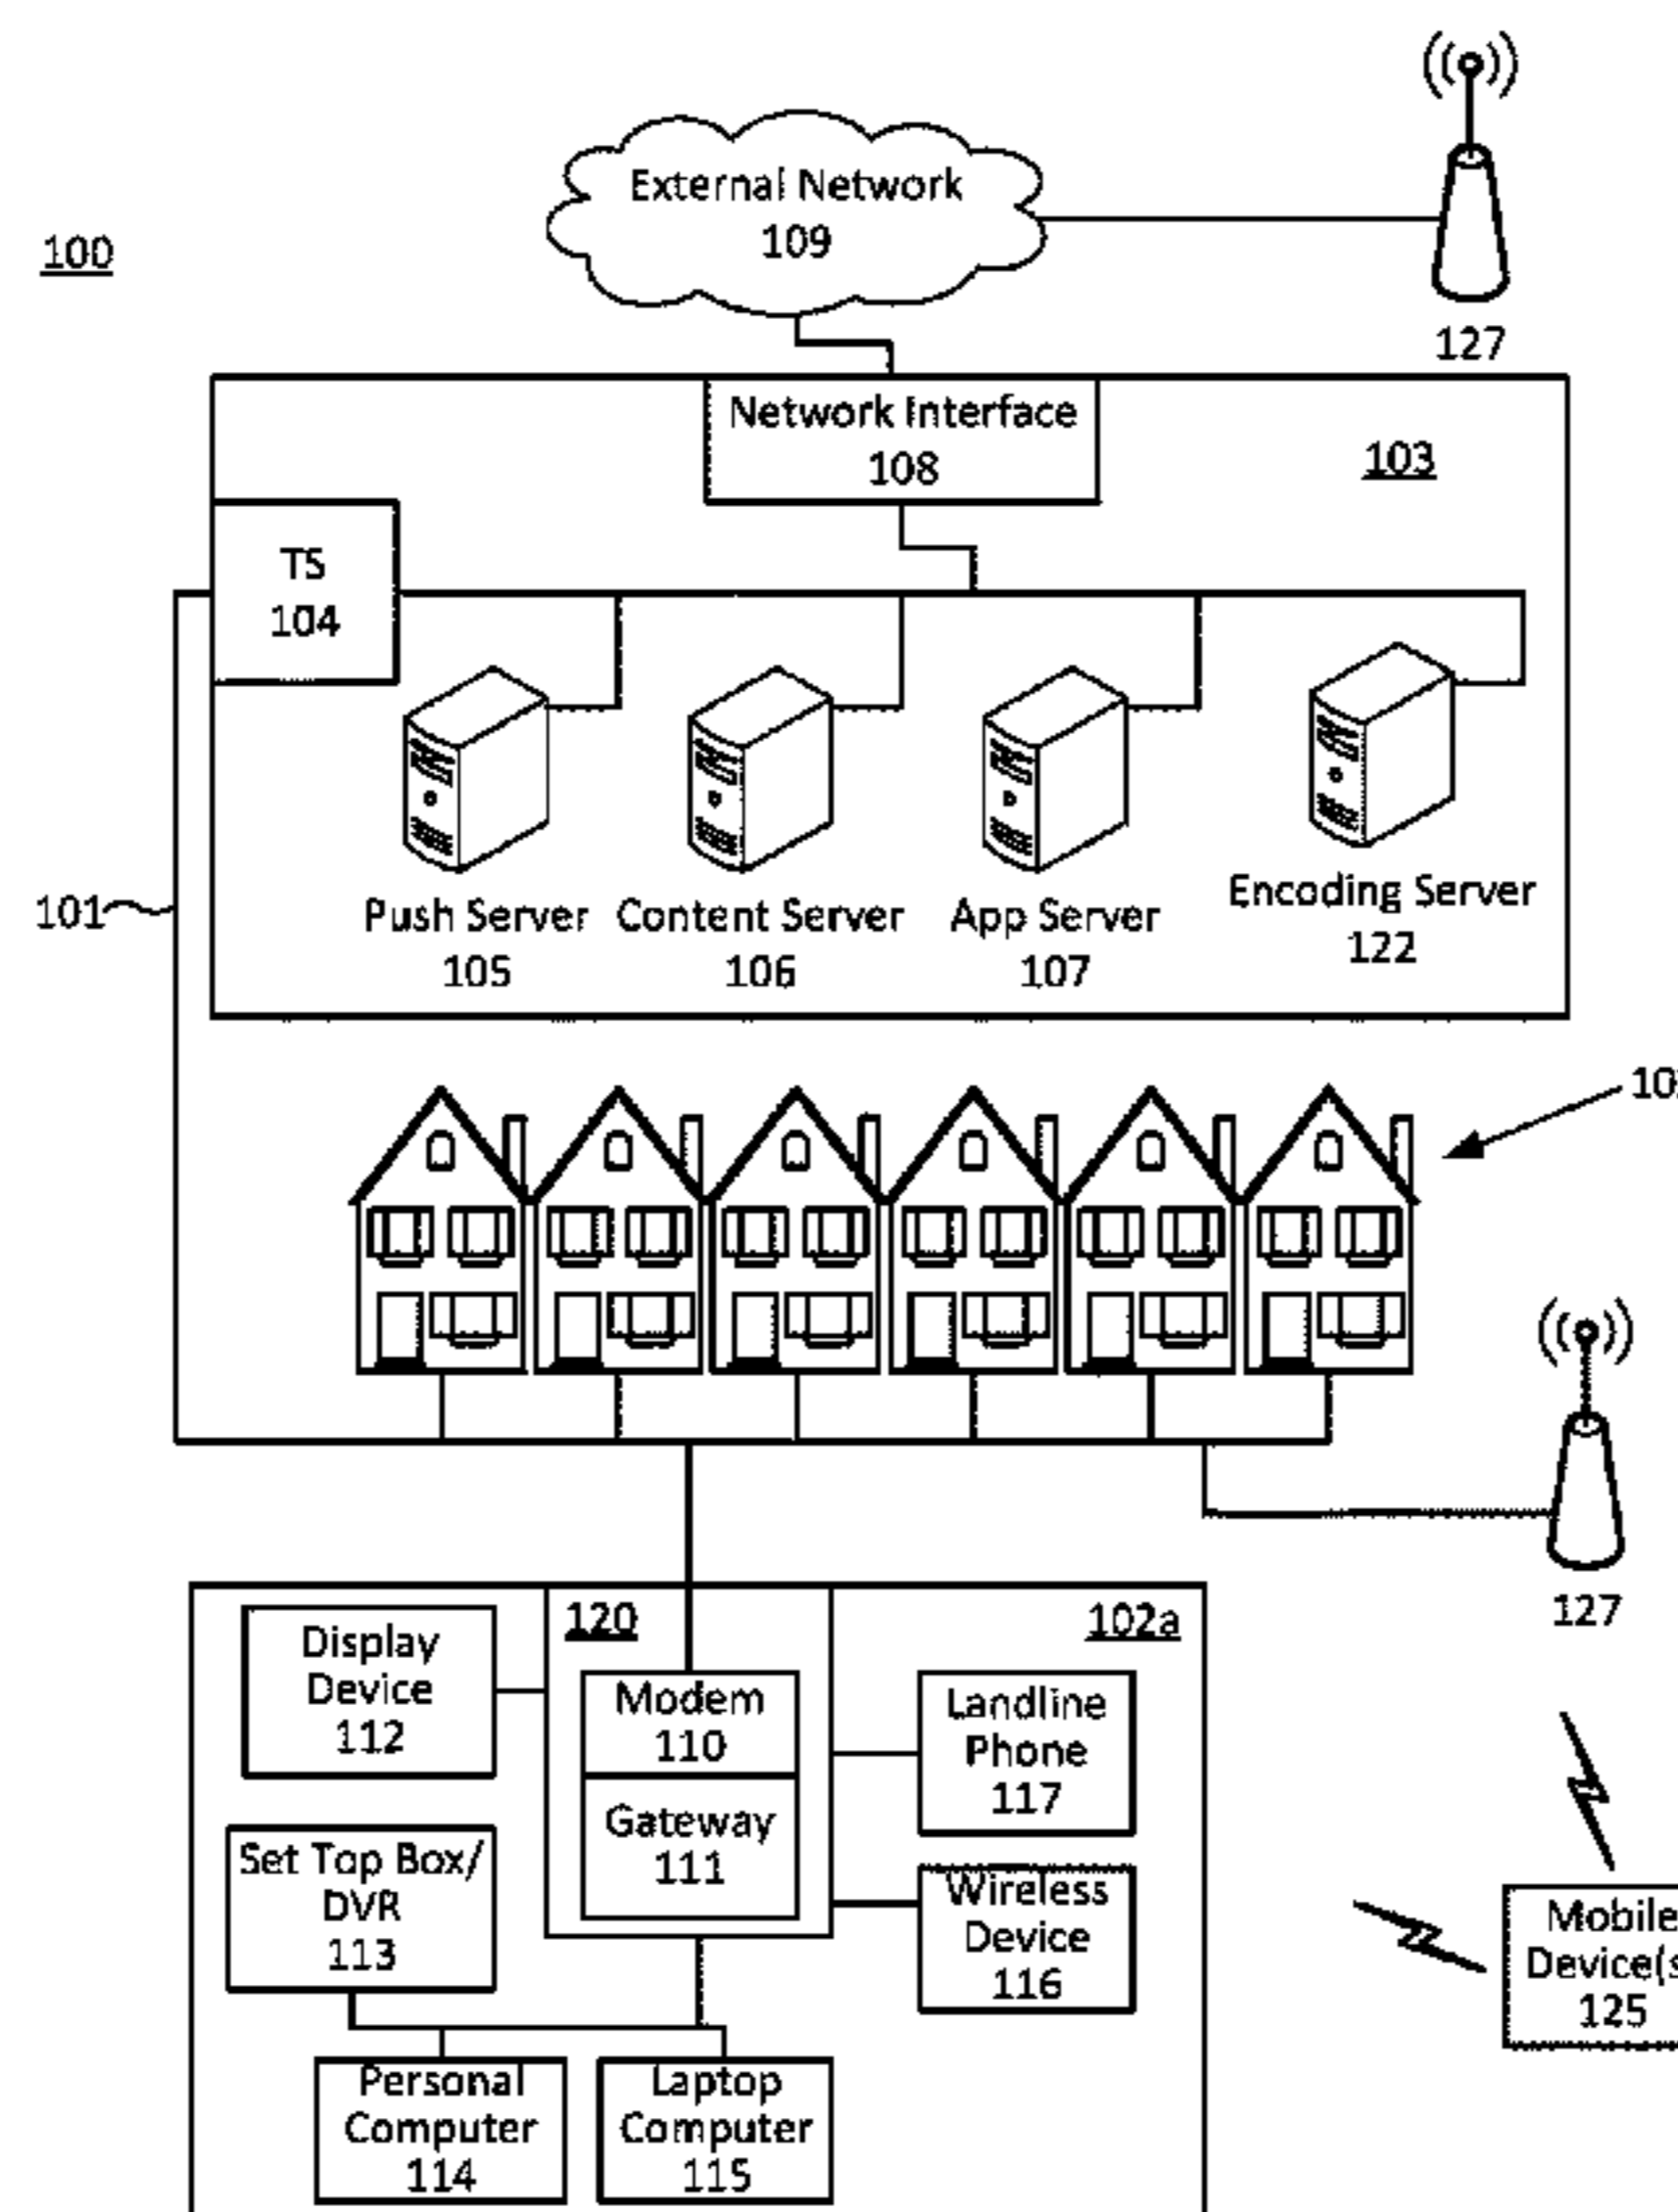 External Network
109
100
127
Network Interface
108
103
TS
104
101
Push Server
105
Content Server
106
App Server
107
Encoding Server
122
127
120
102a
Display
Device
112
Modem
110
Gateway
111
Landline
Phone
117
Set Top Box/
DVR
113
Wireless
Device
116
Mobile
125
Personal
Computer
114
Laptop
Computer
115